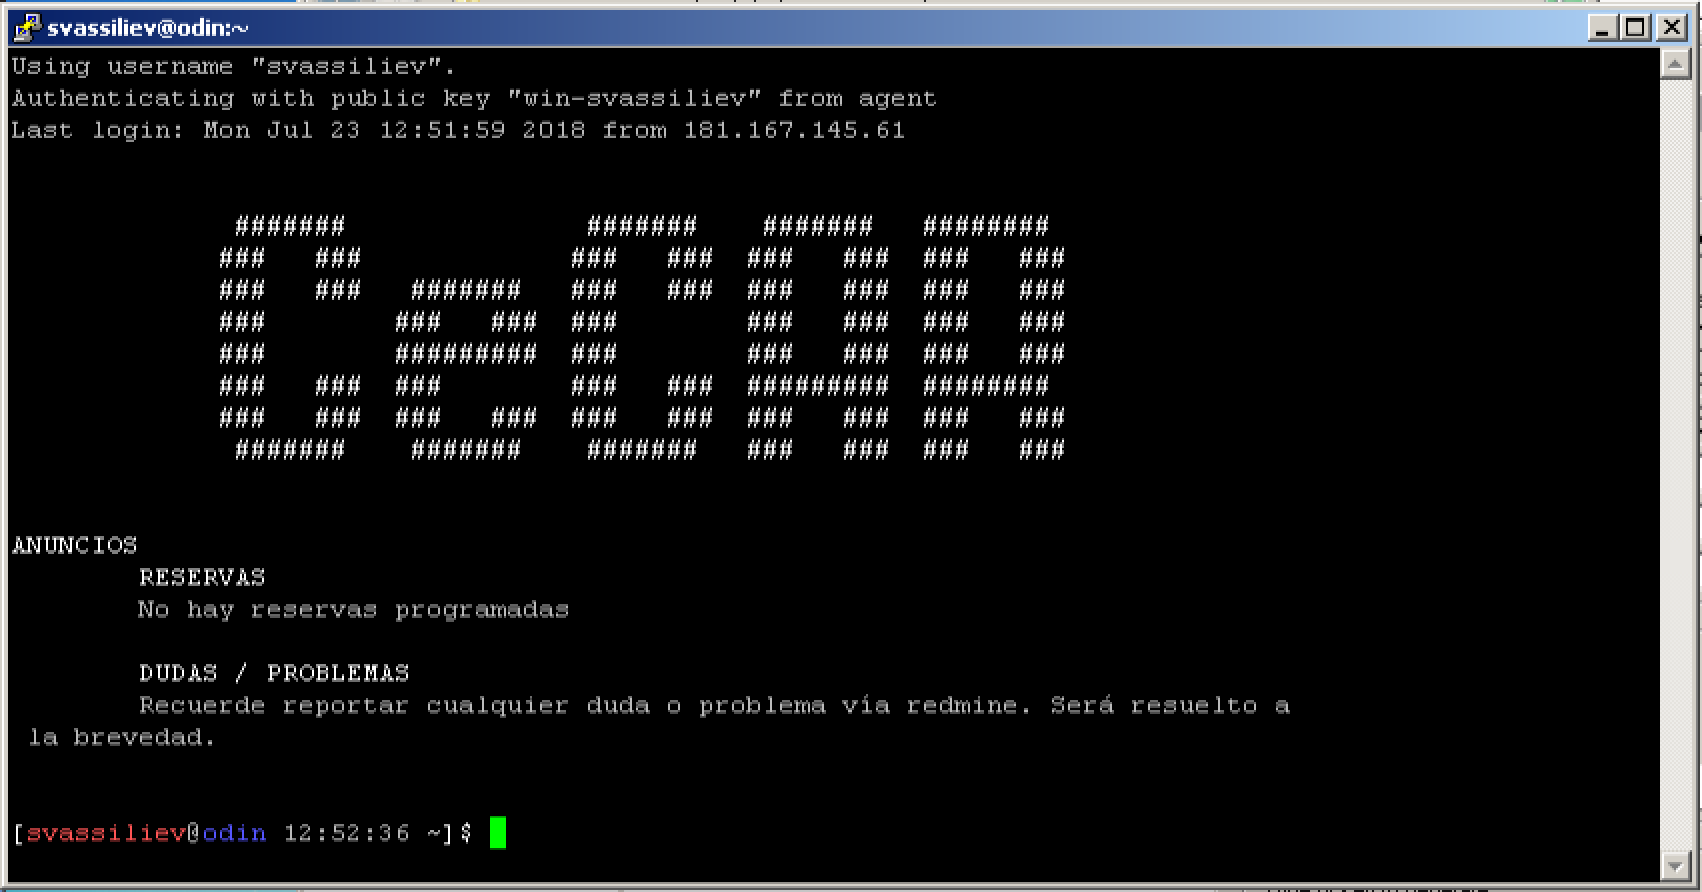 svassiliev@odin:~
Using username "svassiliev".
Authenticating with public key "win-svassiliev" from agent
Last login: Mon Jul 23 12:51:59 2018 from 181.167.145.61
CeCAR
ANUNCIOS
RESERVAS
No hay reservas programadas
DUDAS / PROBLEMAS
Recuerde reportar cualquier duda o problema vía redmine. Será resuelto a
la brevedad.
[svassiliev@odin 12:52:36 ~]$